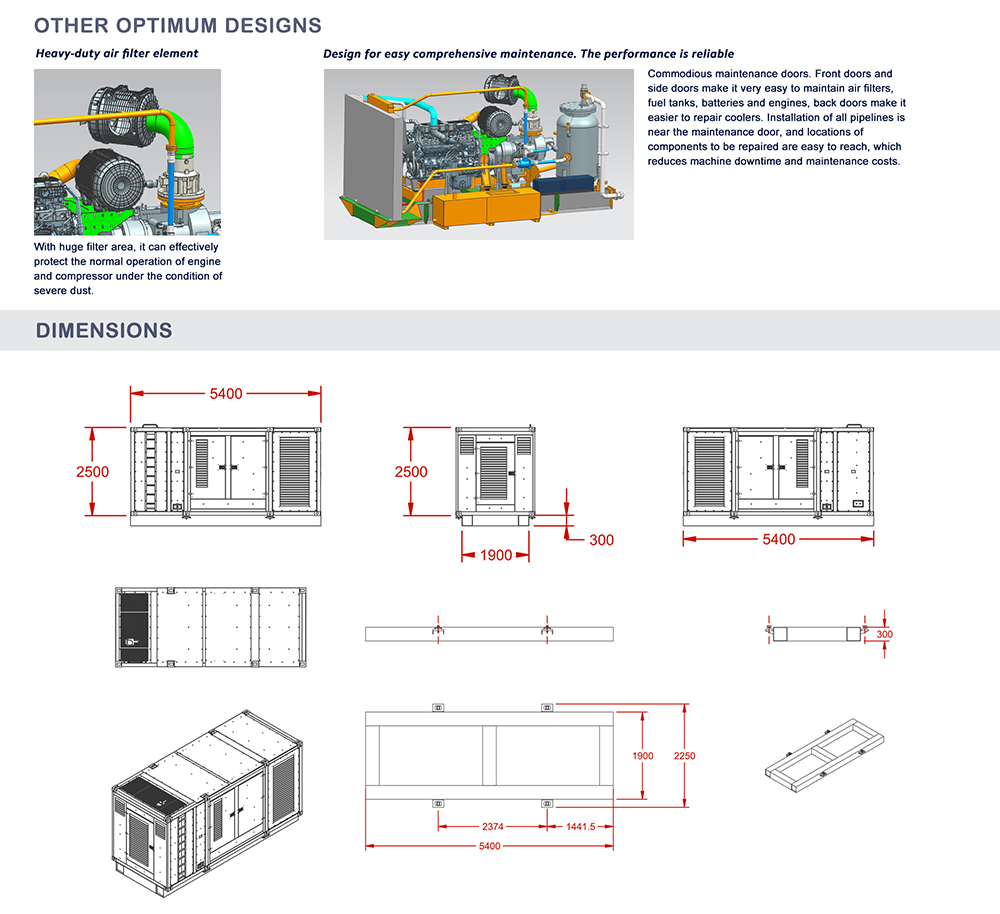 OTHER OPTIMUM DESIGNS
Heavy-duty air filter element
Design for easy comprehensive maintenance. The performance is reliable
Commodious maintenance doors. Front doors and
side doors make it very easy to maintain air filters,
fuel tanks, batteries and engines, back doors make it
easier to repair coolers. Installation of all pipelines is
near the maintenance door, and locations of
components to be repaired are easy to reach, which
reduces machine downtime and maintenance costs.
With huge filter area, it can effectively
protect the normal operation of engine
and compressor under the condition of
severe dust.
DIMENSIONS
5400
2500
2500
300
1900
5400
300
1900
2250
2374
1441.5
5400